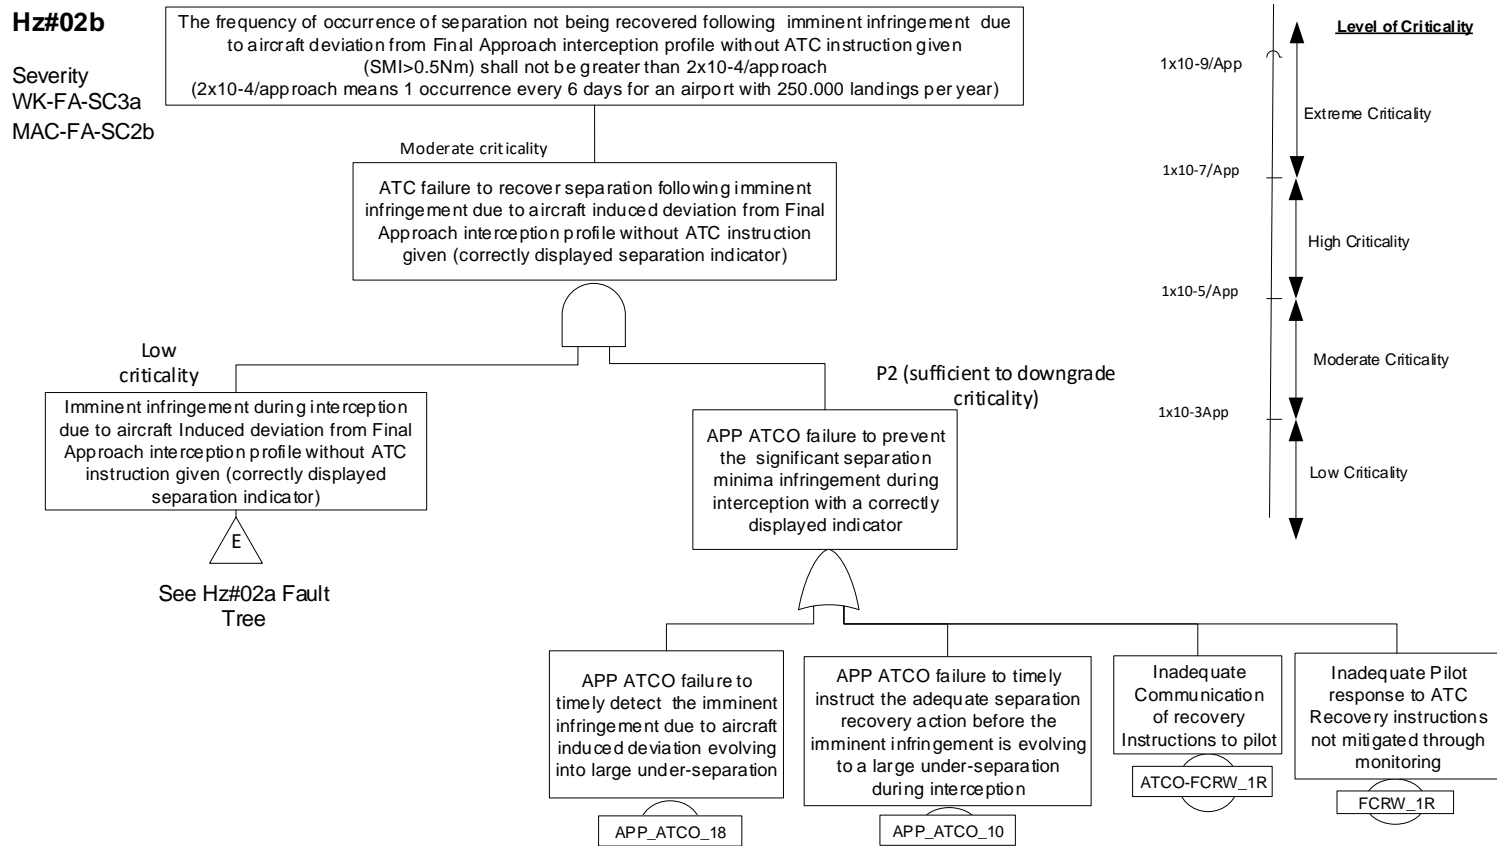 Hz#02b
Severity
WK-FA-SC3a
MAC-FA-SC2b
The frequency of occurrence of separation not being recovered following imminent infringement due
to aircraft deviation from Final Approach interception profile without ATC instruction given
(SMI>0.5Nm) shall not be greater than 2x10-4/approach
(2x10-4/approach means 1 occurrence every 6 days for an airport with 250.000 landings per year)
Moderate criticality
ATC failure to recover separation following imminent
infringement due to aircraft induced deviation from Final
Approach interception profile without ATC instruction
given (correctly displayed separation indicator)
Low
criticality
Imminent infringement during interception
due to aircraft Induced deviation from Final
Approach interception profile without ATC
instruction given (correctly displayed
separation indicator)
E
See Hz#02a Fault
Tree
P2 (sufficient to downgrade
criticality)
APP ATCO failure to prevent
the significant separation
minima infringement during
interception with a correctly
displayed indicator
APP ATCO failure to
timely detect the imminent
infringement due to aircraft
induced deviation evolving
into large under-separation
APP_ATCO_18
APP ATCO failure to timely
instruct the adequate separation
recovery action before the
imminent infringement is evolving
to a large under-separation
during interception
APP_ATCO_10
Inadequate
Communication
of recovery
Instructions to pilot
ATCO-FCRW_1R
Inadequate Pilot
response to ATC
Recovery instructions
not mitigated through
monitoring
FCRW_1R
Level of Criticality
1x10-9/App
Extreme Criticality
1x10-7/App
High Criticality
1x10-5/App
Moderate Criticality
1x10-3App
Low Criticality